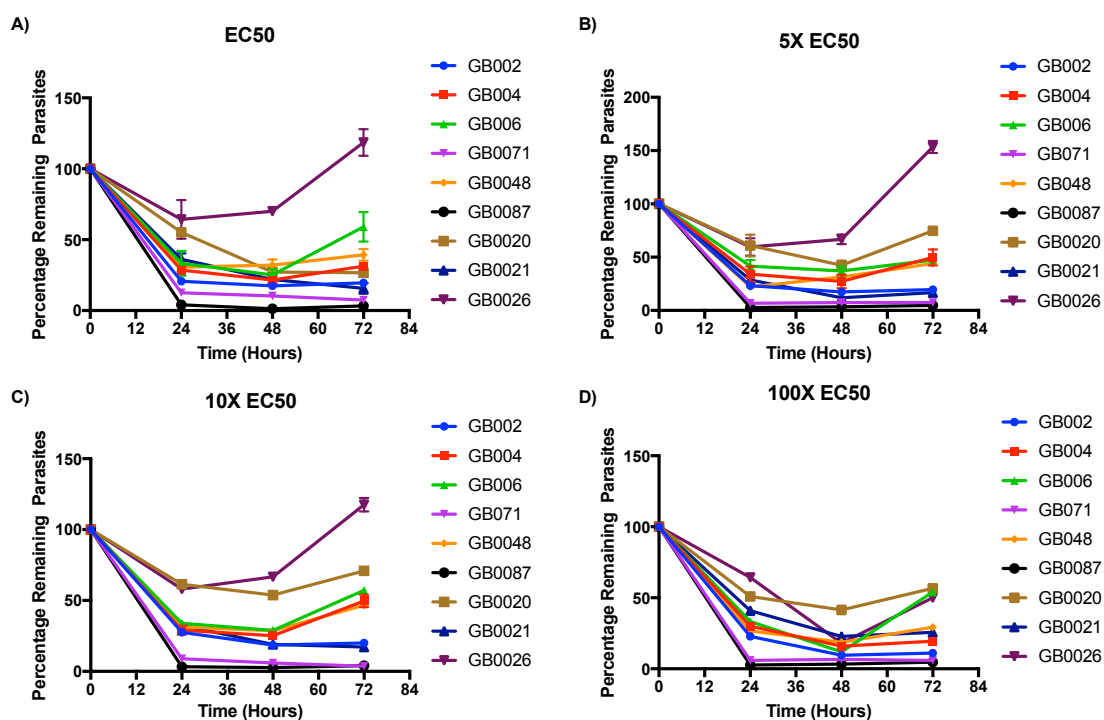 A)
EC50
Percentage Remaining Parasites
150
100
50
0
0 12 24 36 48 60 72 84
Time (Hours)
GB002
GB004
GB006
GB0071
GB0048
GB0087
GB0020
GB0021
GB0026
B)
5X EC50
Percentage Remaining Parasites
200
150
100
50
0
0 12 24 36 48 60 72 84
Time (Hours)
GB002
GB004
GB006
GB071
GB048
GB0087
GB0020
GB0021
GB0026
C)
10X EC50
Percentage Remaining Parasites
150
100
50
0
0 12 24 36 48 60 72 84
Time (Hours)
GB002
GB004
GB006
GB071
GB0048
GB0087
GB0020
GB0021
GB0026
D)
100X EC50
Percentage Remaining Parasites
150
100
50
0
0 12 24 36 48 60 72 84
Time (Hours)
GB002
GB004
GB006
GB071
GB048
GB0087
GB0020
GB0021
GB0026